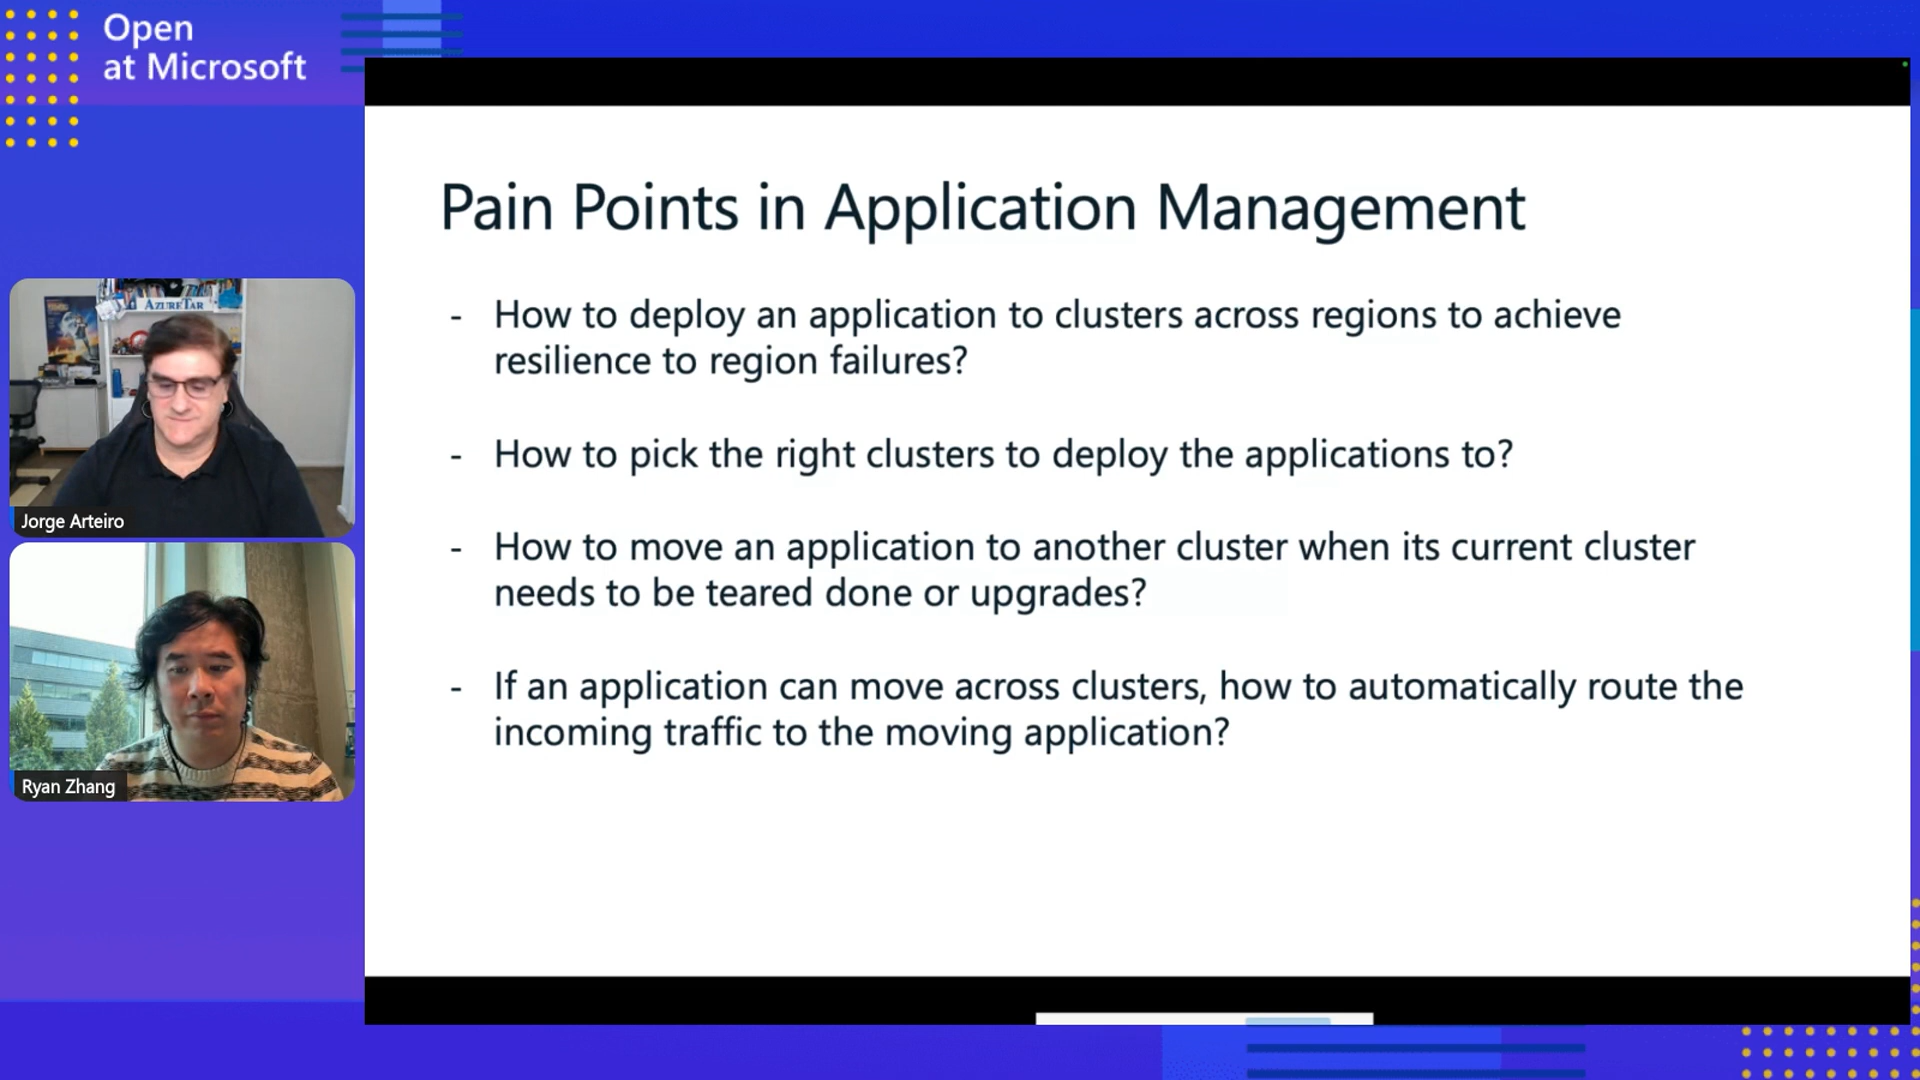 Open
at Microsoft
AZURETAR
Jorge Arteiro
Ryan Zhang
Pain Points in Application Management
- How to deploy an application to clusters across regions to achieve
resilience to region failures?
- How to pick the right clusters to deploy the applications to?
- How to move an application to another cluster when its current cluster
needs to be teared done or upgrades?
- If an application can move across clusters, how to automatically route the
incoming traffic to the moving application?